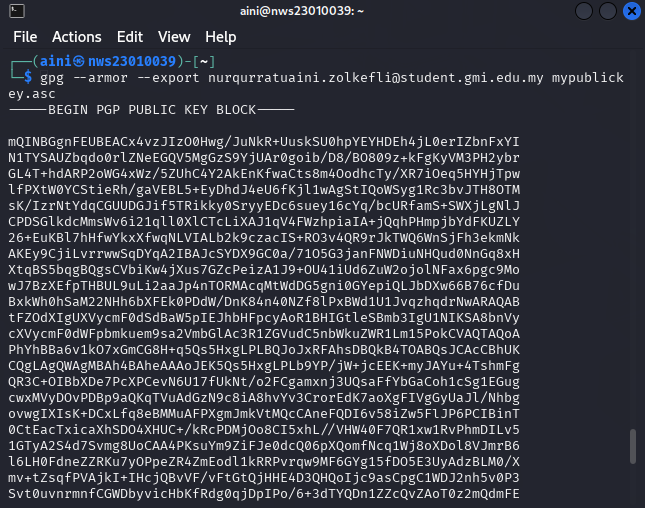 aini@nws23010039: ~
File Actions Edit View Help
┌──(aini㉿nws23010039)-[~]
└─$ gpg --armor --export nurqurratuaini.zolkefli@student.gmi.edu.my mypublick
ey.asc
-----BEGIN PGP PUBLIC KEY BLOCK-----

mQINBGgnFEUBEACx4vzJIzO0Hwg/JuNkR+UuskSU0hpYEYHDEh4jL0erIZbnFxYI
N1TYSAUZbqdo0rlZNeEGQV5MgGzS9YjUAr0goib/D8/BO809z+kFgKyVM3PH2ybr
GL4T+hdARP2oWG4xWz/5ZUhC4Y2AkEnKfwaCts8m4OodhcTy/XR7iOeq5HYHjTpw
lfPXtW0YCStieRh/gaVEBL5+EyDhdJ4eU6fKjl1wAgStIQoWSyg1Rc3bvJTH8OTM
sK/IzrNtYdqCGUUDGJif5TRikky0SryyEDc6suey16cYq/bcURfamS+SWXjLgNlJ
CPDSGlkdcMmsWv6i21qll0XlCTcLiXAJ1qV4FWzhpiaIA+jQqhPHmpjbYdFKUZLY
26+EuKBl7hHfwYkxXfwqNLVIALb2k9czacIS+RO3v4QR9rJkTWQ6WnSjFh3ekmNk
AKEy9CjiLvrrwwSqDYqA2IBAJcSYDX9GC0a/71O5G3janFNWDiuNHQud0NnGq8xH
XtqBS5bqgBQgsCVbiKw4jXus7GZcPeizA1J9+OU41iUd6ZuW2ojolNFax6pgc9Mo
wJ7BzXEfpTHBUL9uLi2aaJp4nTORMAcqMtWdDG5gni0GYepiQLJbDXw66B76cfDu
BxkWh0hSaM22NHh6bXFEk0PDdW/DnK84n40NZf8lPxBWd1U1JvqzhqdrNwARAQAB
tFZOdXIgUXVycmF0dSdBaW5pIEJhbHFpcyAoR1BHIGtleSBmb3IgU1NIKSA8bnVy
cXVycmF0dWFpbmkuem9sa2VmbGlAc3R1ZGVudC5nbWkuZWR1Lm15PokCVAQTAQoA
PhYhBBa6v1kO7xGmCG8H+q5Qs5HxgLPLBQJoJxRFAhsDBQkB4TOABQsJCAcCBhUK
CQgLAgQWAgMBAh4BAheAAAoJEK5Qs5HxgLPLb9YP/jW+jcEEK+myJAYu+4TshmFg
QR3C+OIBbXDe7PcXPCevN6U17fUkNt/o2FCgamxnj3UQsaffYbGaCoh1cSg1EGug
cwxMVyDOvPDBp9aQKqTVuAdGzN9c8iA8hvYv3CrorEdK7aoXgFIVgGyUaJl/Nhbg
ovwgIXIsK+DCxLfq8eBMMuAFPXgmJmkVtMQcCAneFQDI6v58iZw5FlJP6PCIBinT
0CtEacTxicaXhSDO4XHUC+/kRcPDMjOo8CI5xhL//VHW40F7QR1xw1RvPhmDILv5
1GTyA2S4d7Svmg8UoCAA4PKsuYm9ZiFJe0dcQ06pXQomfNcq1Wj8oXDol8VJmrB6
l6LH0FdneZZRKu7yOPpeZR4ZmEodl1kRRPvrqw9MF6GYg15fDO5E3UyAdzBLM0/X
mv+tZsqfPVAjkI+IHcjQBvVF/vFtGtQjHHE4D3QHQoIjc9asCpgC1WDJ2nh5v0P3
Svt0uvnrmnfCGWDbyvicHbKfRdg0qjDpIPo/6+3dTYQDn1ZZcQvZAoT0z2mQdmFE